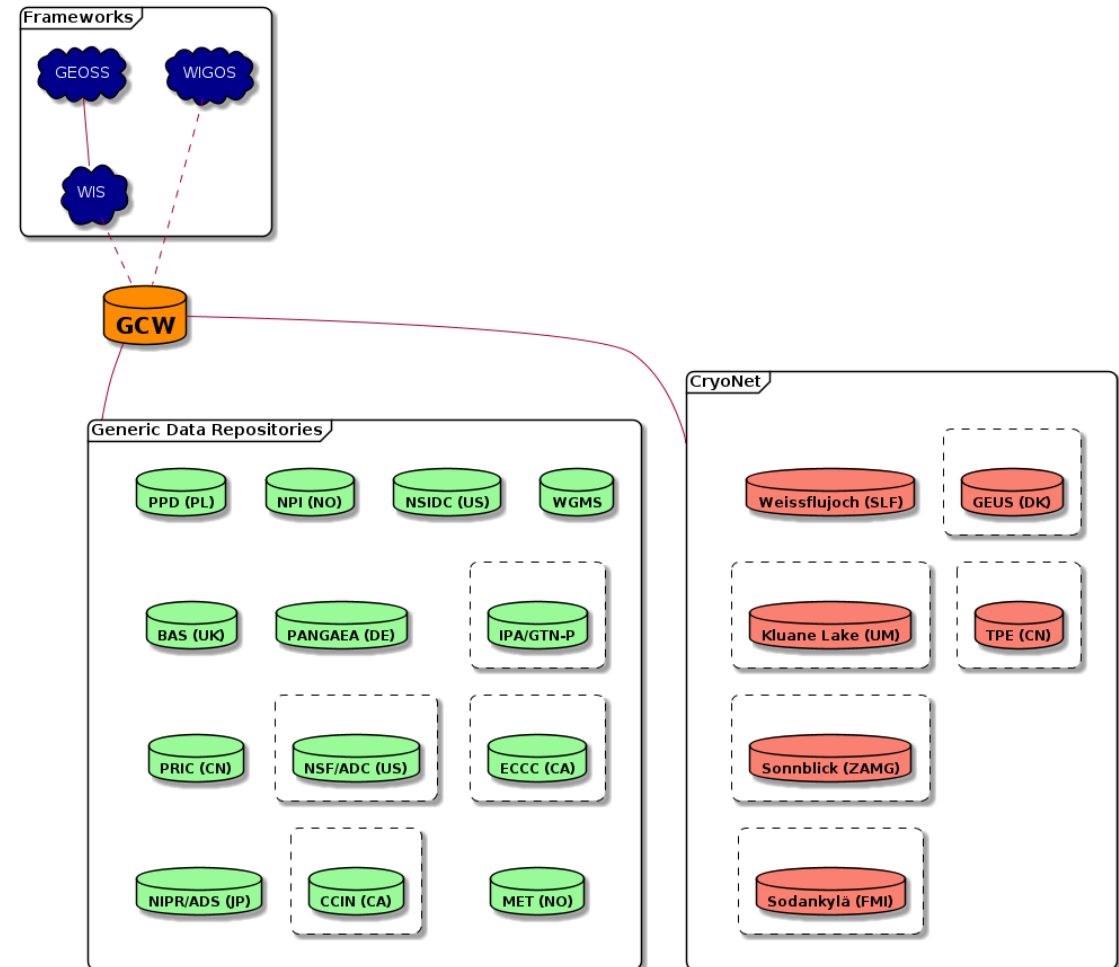 Frameworks
GEOSS
WIGOS
WIS
GCW
CryoNet
Generic Data Repositories
PPD (PL)
NPI (NO)
NSIDC (US)
WGMS
Weissflujoch (SLF)
GEUS (DK)
BAS (UK)
PANGAEA (DE)
IPA/GTN-P
Kluane Lake (UM)
TPE (CN)
PRIC (CN)
NSF/ADC (US)
ECCC (CA)
Sonnblick (ZAMG)
NIPR/ADS (JP)
CCIN (CA)
MET (NO)
Sodankylä (FMI)